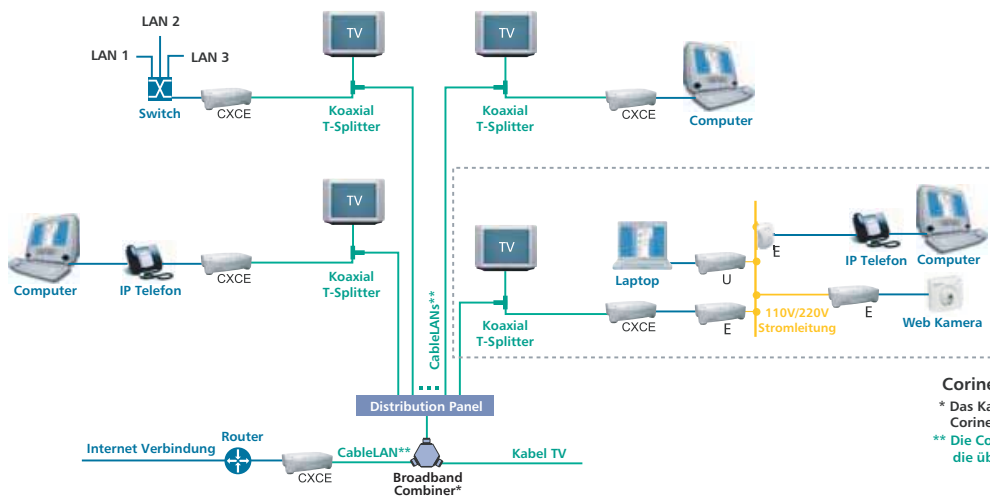 LAN 2
LAN 1
LAN 3
Switch
CXCE
TV
Koaxial
T-Splitter
TV
Koaxial
T-Splitter
CXCE
Computer
Computer
IP Telefon
CXCE
TV
Koaxial
T-Splitter
CableLANs**
TV
Koaxial
T-Splitter
Laptop
U
CXCE
E
110V/220V
Stromleitung
E
IP Telefon
Computer
E
Web Kamera
Distribution Panel
Internet Verbindung
Router
CXCE
CableLAN**
Broadband
Combiner*
Kabel TV
Corine
* Das Ka
Corine
** Die Co
die üb